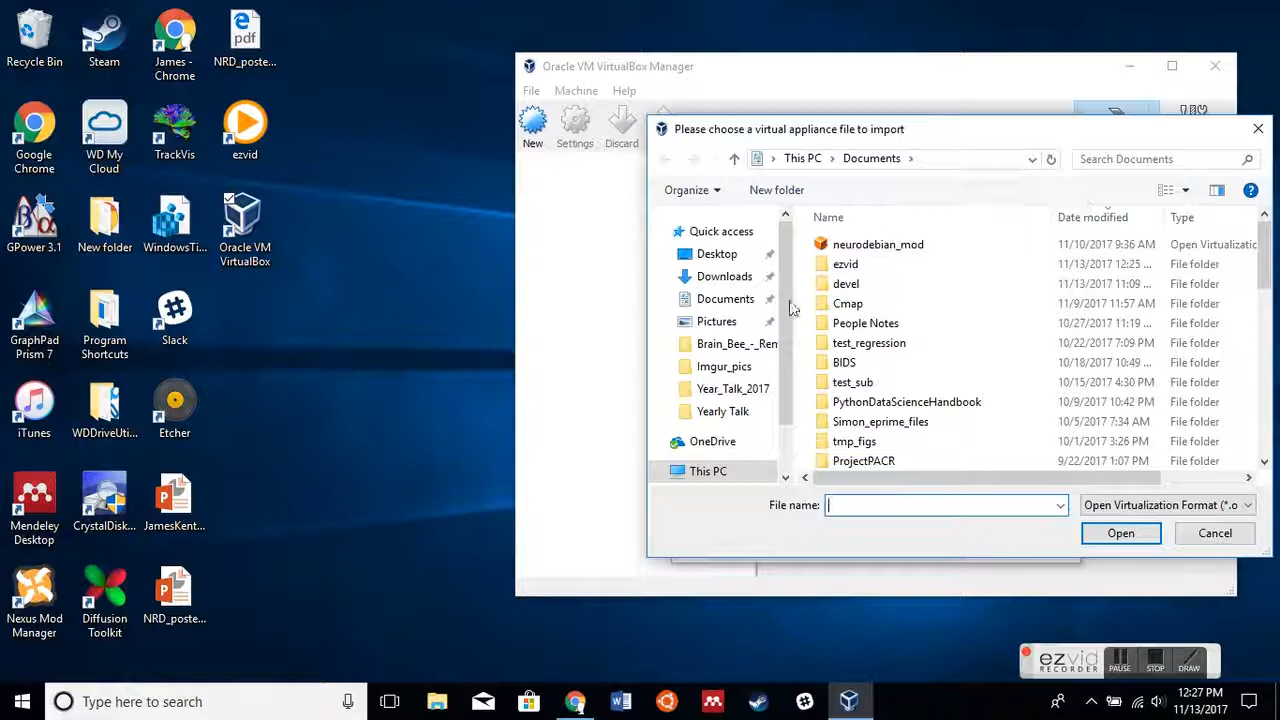 Recycle Bin
Steam
James -
Chrome
NRD_poste...
pdf
Google
Chrome
WD My
Cloud
TrackVis
ezvid
GPower 3.1
New folder
WindowsTi...
Oracle VM
VirtualBox
GraphPad
Prism 7
Program
Shortcuts
Slack
iTunes
WDDriveUti...
Etcher
Mendeley
Desktop
CrystalDisk...
JamesKent...
Nexus Mod
Manager
Diffusion
Toolkit
NRD_poste...
Oracle VM VirtualBox Manager
File Machine Help
New Settings Discard
Please choose a virtual appliance file to import
This PC Documents
Search Documents
Organize New folder
Quick access
Desktop
Downloads
Documents
Pictures
Brain_Bee_-_Ren
Imgur_pics
Year_Talk_2017
Yearly Talk
OneDrive
This PC
Name Date modified Type
neurodebian_mod 11/10/2017 9:36 AM Open Virtualizatic
ezvid 11/13/2017 12:25 ... File folder
devel 11/13/2017 11:09 ... File folder
Cmap 11/9/2017 11:57 AM File folder
People Notes 10/27/2017 11:19 ... File folder
test_regression 10/22/2017 7:09 PM File folder
BIDS 10/18/2017 10:49 ... File folder
test_sub 10/15/2017 4:30 PM File folder
PythonDataScienceHandbook 10/9/2017 10:42 PM File folder
Simon_eprime_files 10/5/2017 7:34 AM File folder
tmp_figs 10/1/2017 3:26 PM File folder
ProjectPACR 9/22/2017 1:07 PM File folder
File name:
Open Virtualization Format (*.o
Open Cancel
ezvid
RECORDER
PAUSE STOP DRAW
Type here to search
12:27 PM
11/13/2017